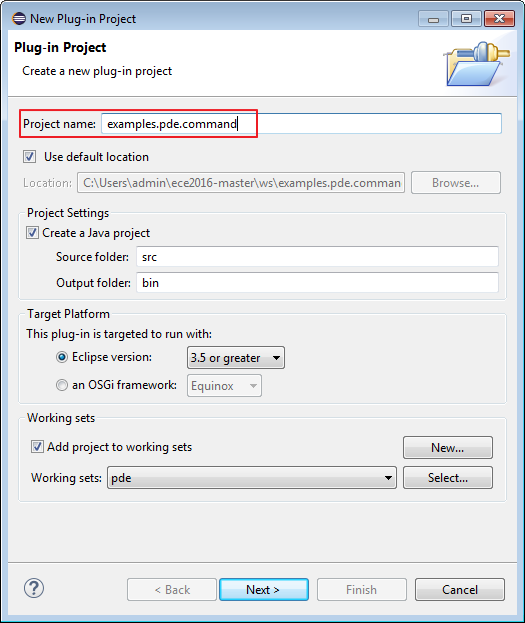 New Plug-in Project
Plug-in Project
Create a new plug-in project
Project name: examples.pde.command
Use default location
Location: C:\Users\admin\ece2016-master\ws\examples.pde.comman Browse...
Project Settings
Create a Java project
Source folder: src
Output folder: bin
Target Platform
This plug-in is targeted to run with:
Eclipse version: 3.5 or greater
an OSGi framework: Equinox
Working sets
Add project to working sets New...
Working sets: pde Select...
? < Back Next > Finish Cancel